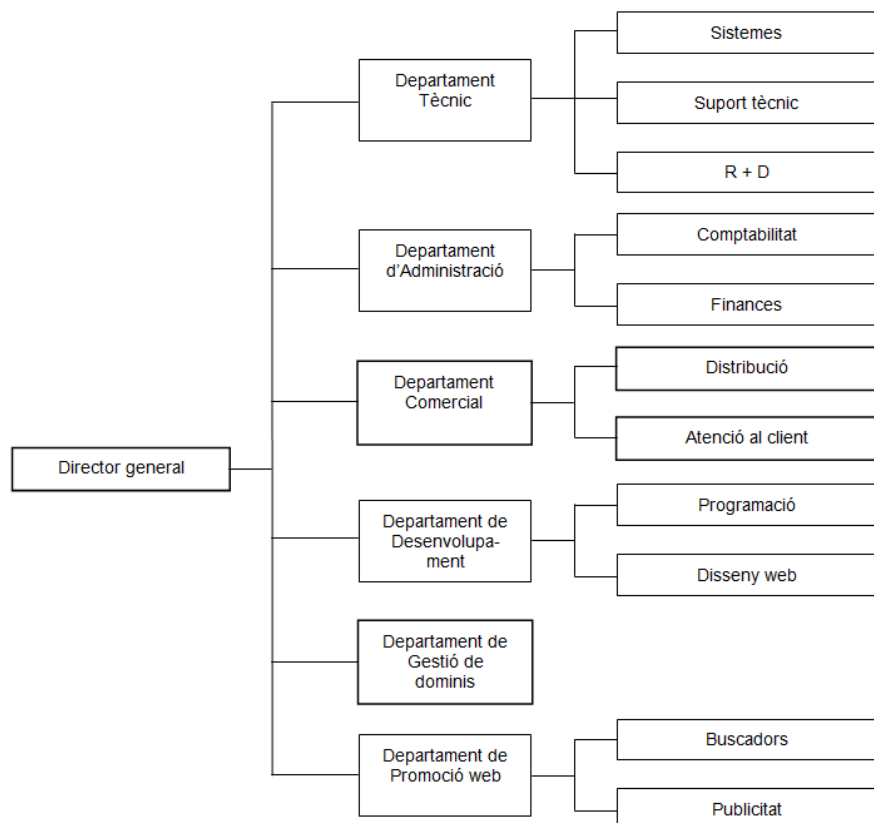 Director general
Departament
Tècnic
Sistemes
Suport tècnic
R + D
Departament
d'Administració
Comptabilitat
Finances
Departament
Comercial
Distribució
Atenció al client
Departament de
Desenvolupa-
ment
Programació
Disseny web
Departament de
Gestió de
dominis
Departament de
Promoció web
Buscadors
Publicitat